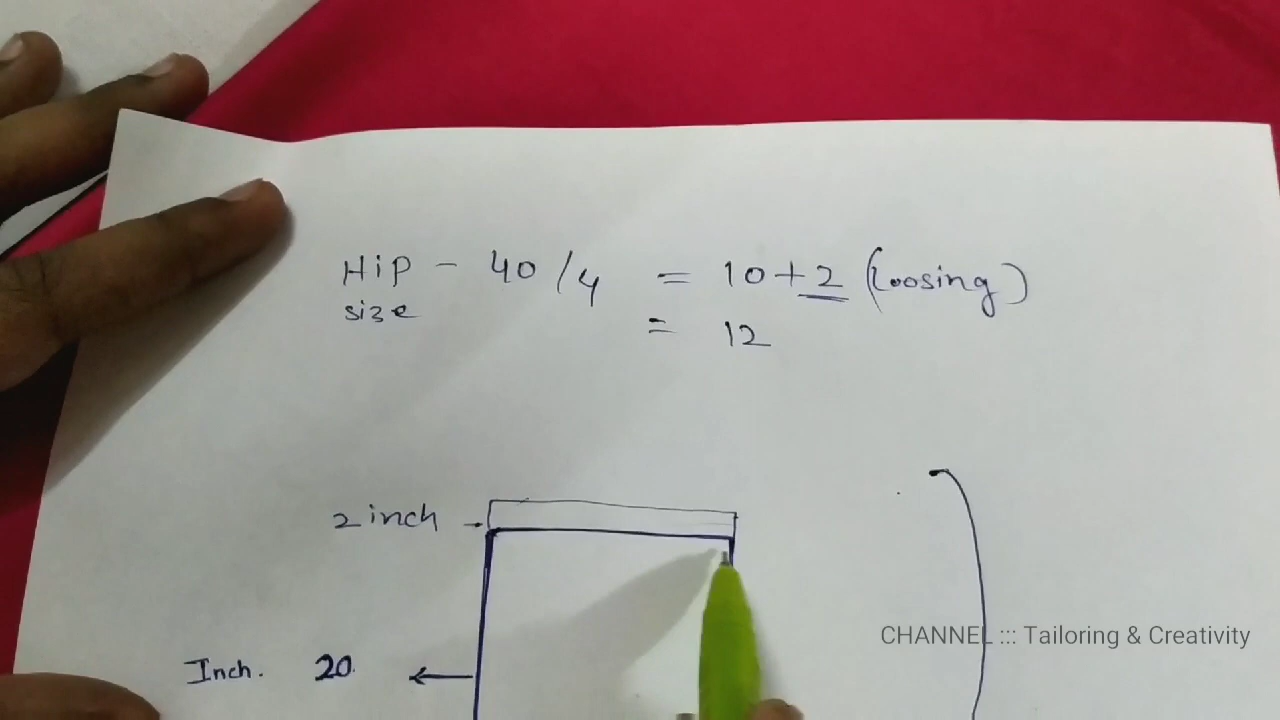 Hip - 40/4 = 10+2 (Loosing)
size = 12
2 inch
CHANNEL ::: Tailoring & Creativity
Inch. 20